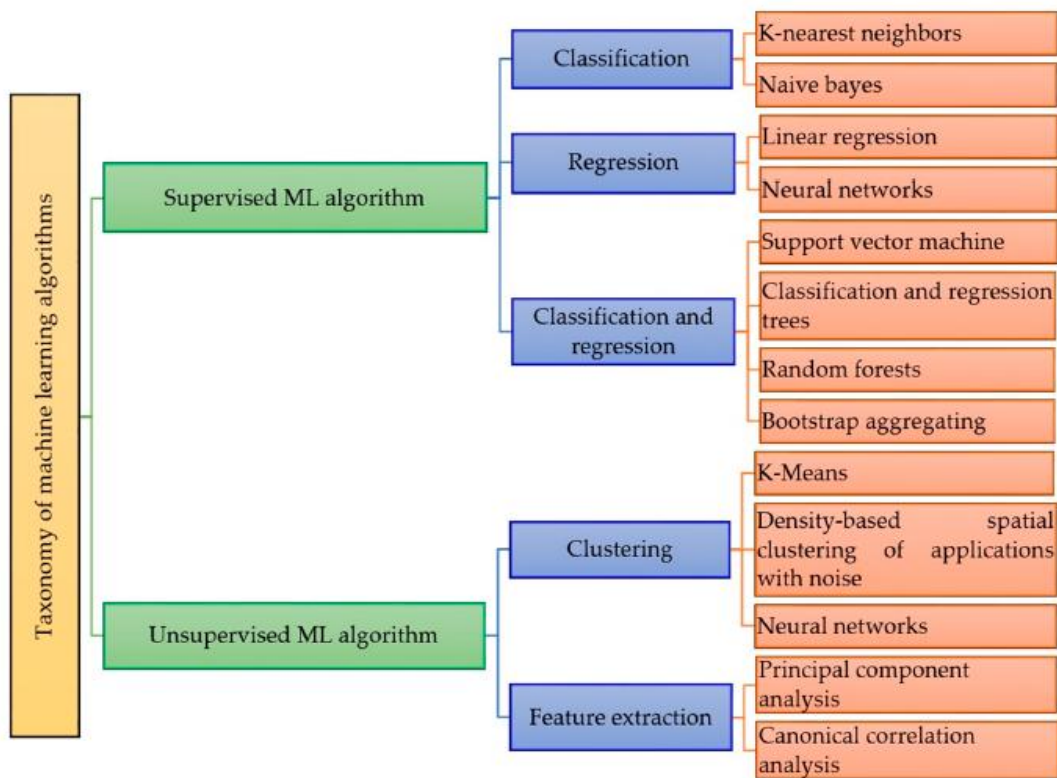 Taxonomy of machine learning algorithms
Supervised ML algorithm
Classification
K-nearest neighbors
Naive bayes
Regression
Linear regression
Neural networks
Classification and
regression
Support vector machine
Classification and regression
trees
Random forests
Bootstrap aggregating
Unsupervised ML algorithm
Clustering
K-Means
Density-based spatial
clustering of applications
with noise
Neural networks
Feature extraction
Principal component
analysis
Canonical correlation
analysis